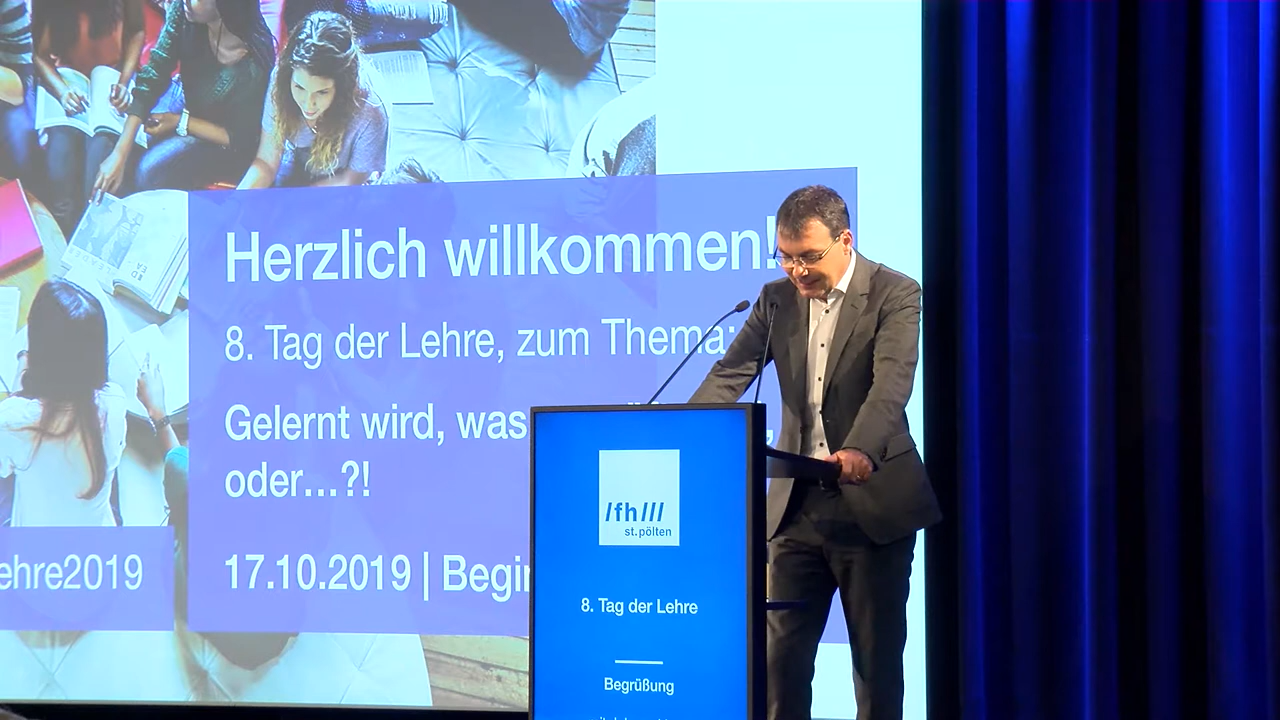 Herzlich willkommen!
8. Tag der Lehre, zum Thema:
Gelernt wird, was
oder...?!
17.10.2019 | Begin
ehre2019
/fh///
st.pölten
8. Tag der Lehre
Begrüßung